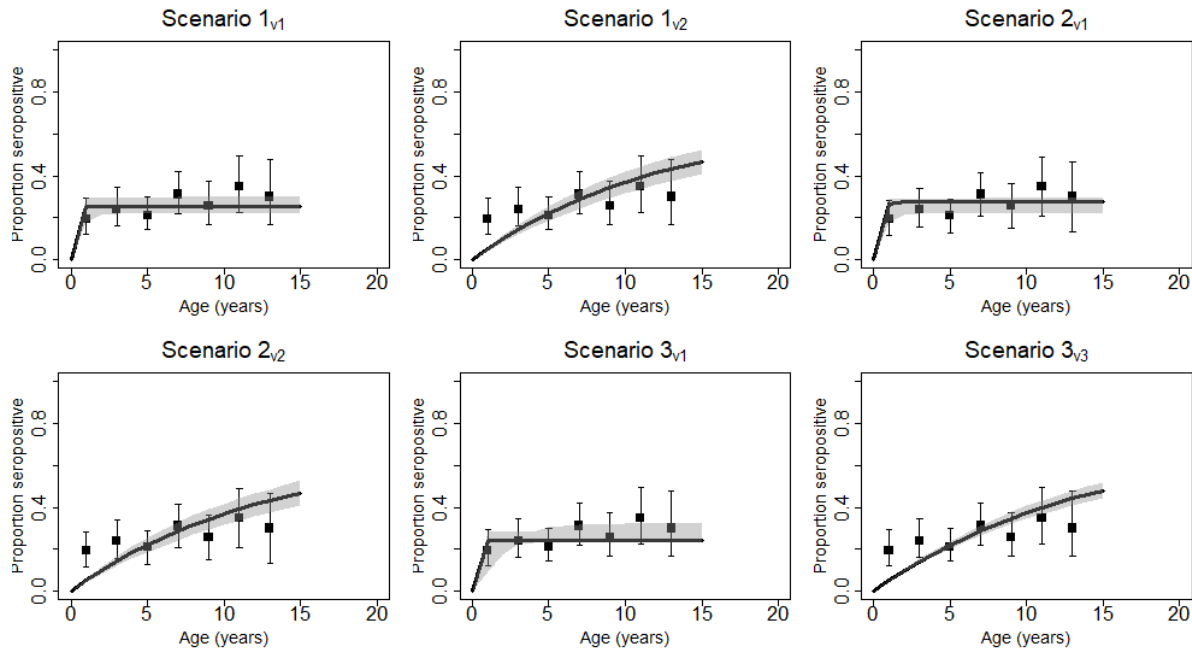 Scenario 1v1
Scenario 1v2
Scenario 2v1
Proportion seropositive
0.0 0.4 0.8
0 5 10 15 20
Age (years)
Proportion seropositive
0.0 0.4 0.8
0 5 10 15 20
Age (years)
Proportion seropositive
0.0 0.4 0.8
0 5 10 15 20
Age (years)
Scenario 2v2
Scenario 3v1
Scenario 3v3
Proportion seropositive
0.0 0.4 0.8
0 5 10 15 20
Age (years)
Proportion seropositive
0.0 0.4 0.8
0 5 10 15 20
Age (years)
Proportion seropositive
0.0 0.4 0.8
0 5 10 15 20
Age (years)